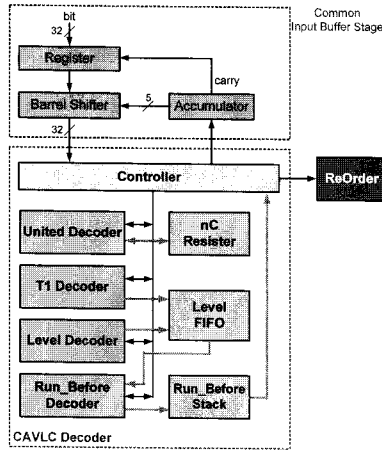 bit
32
Common
Input Buffer Stage
Register
carry
Barrel Shifter
5
Accumulator
32
Controller
ReOrder
United Decoder
nC
Resister
T1 Decoder
Level
FIFO
Level Decoder
Run_Before
Decoder
Run_Before
Stack
CAVLC Decoder